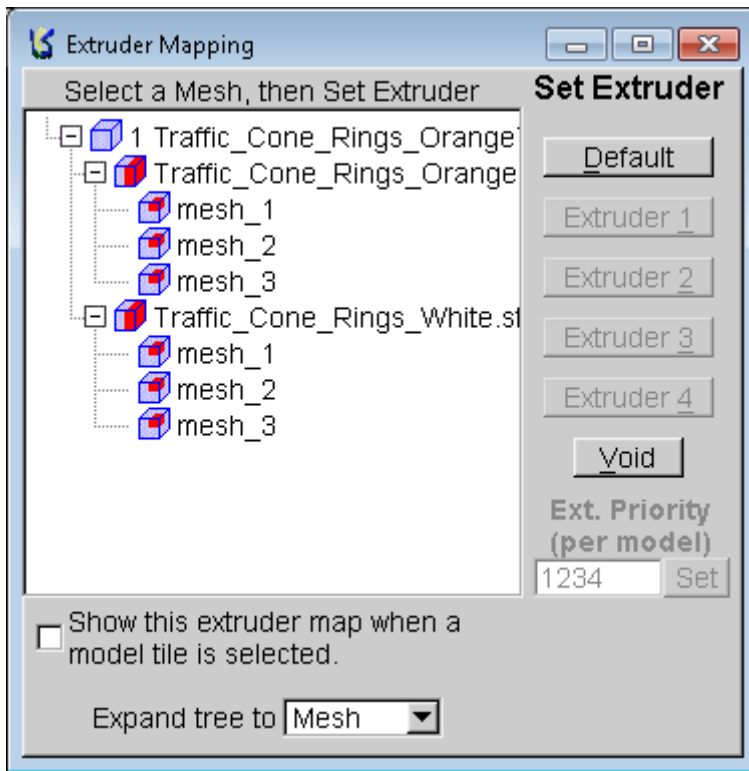 Extruder Mapping
Select a Mesh, then Set Extruder
Set Extruder
1 Traffic_Cone_Rings_Orange
Traffic_Cone_Rings_Orange
mesh_1
mesh_2
mesh_3
Traffic_Cone_Rings_White.st
mesh_1
mesh_2
mesh_3
Default
Extruder 1
Extruder 2
Extruder 3
Extruder 4
Void
Ext. Priority
(per model)
1234 Set
Show this extruder map when a
model tile is selected.
Expand tree to Mesh